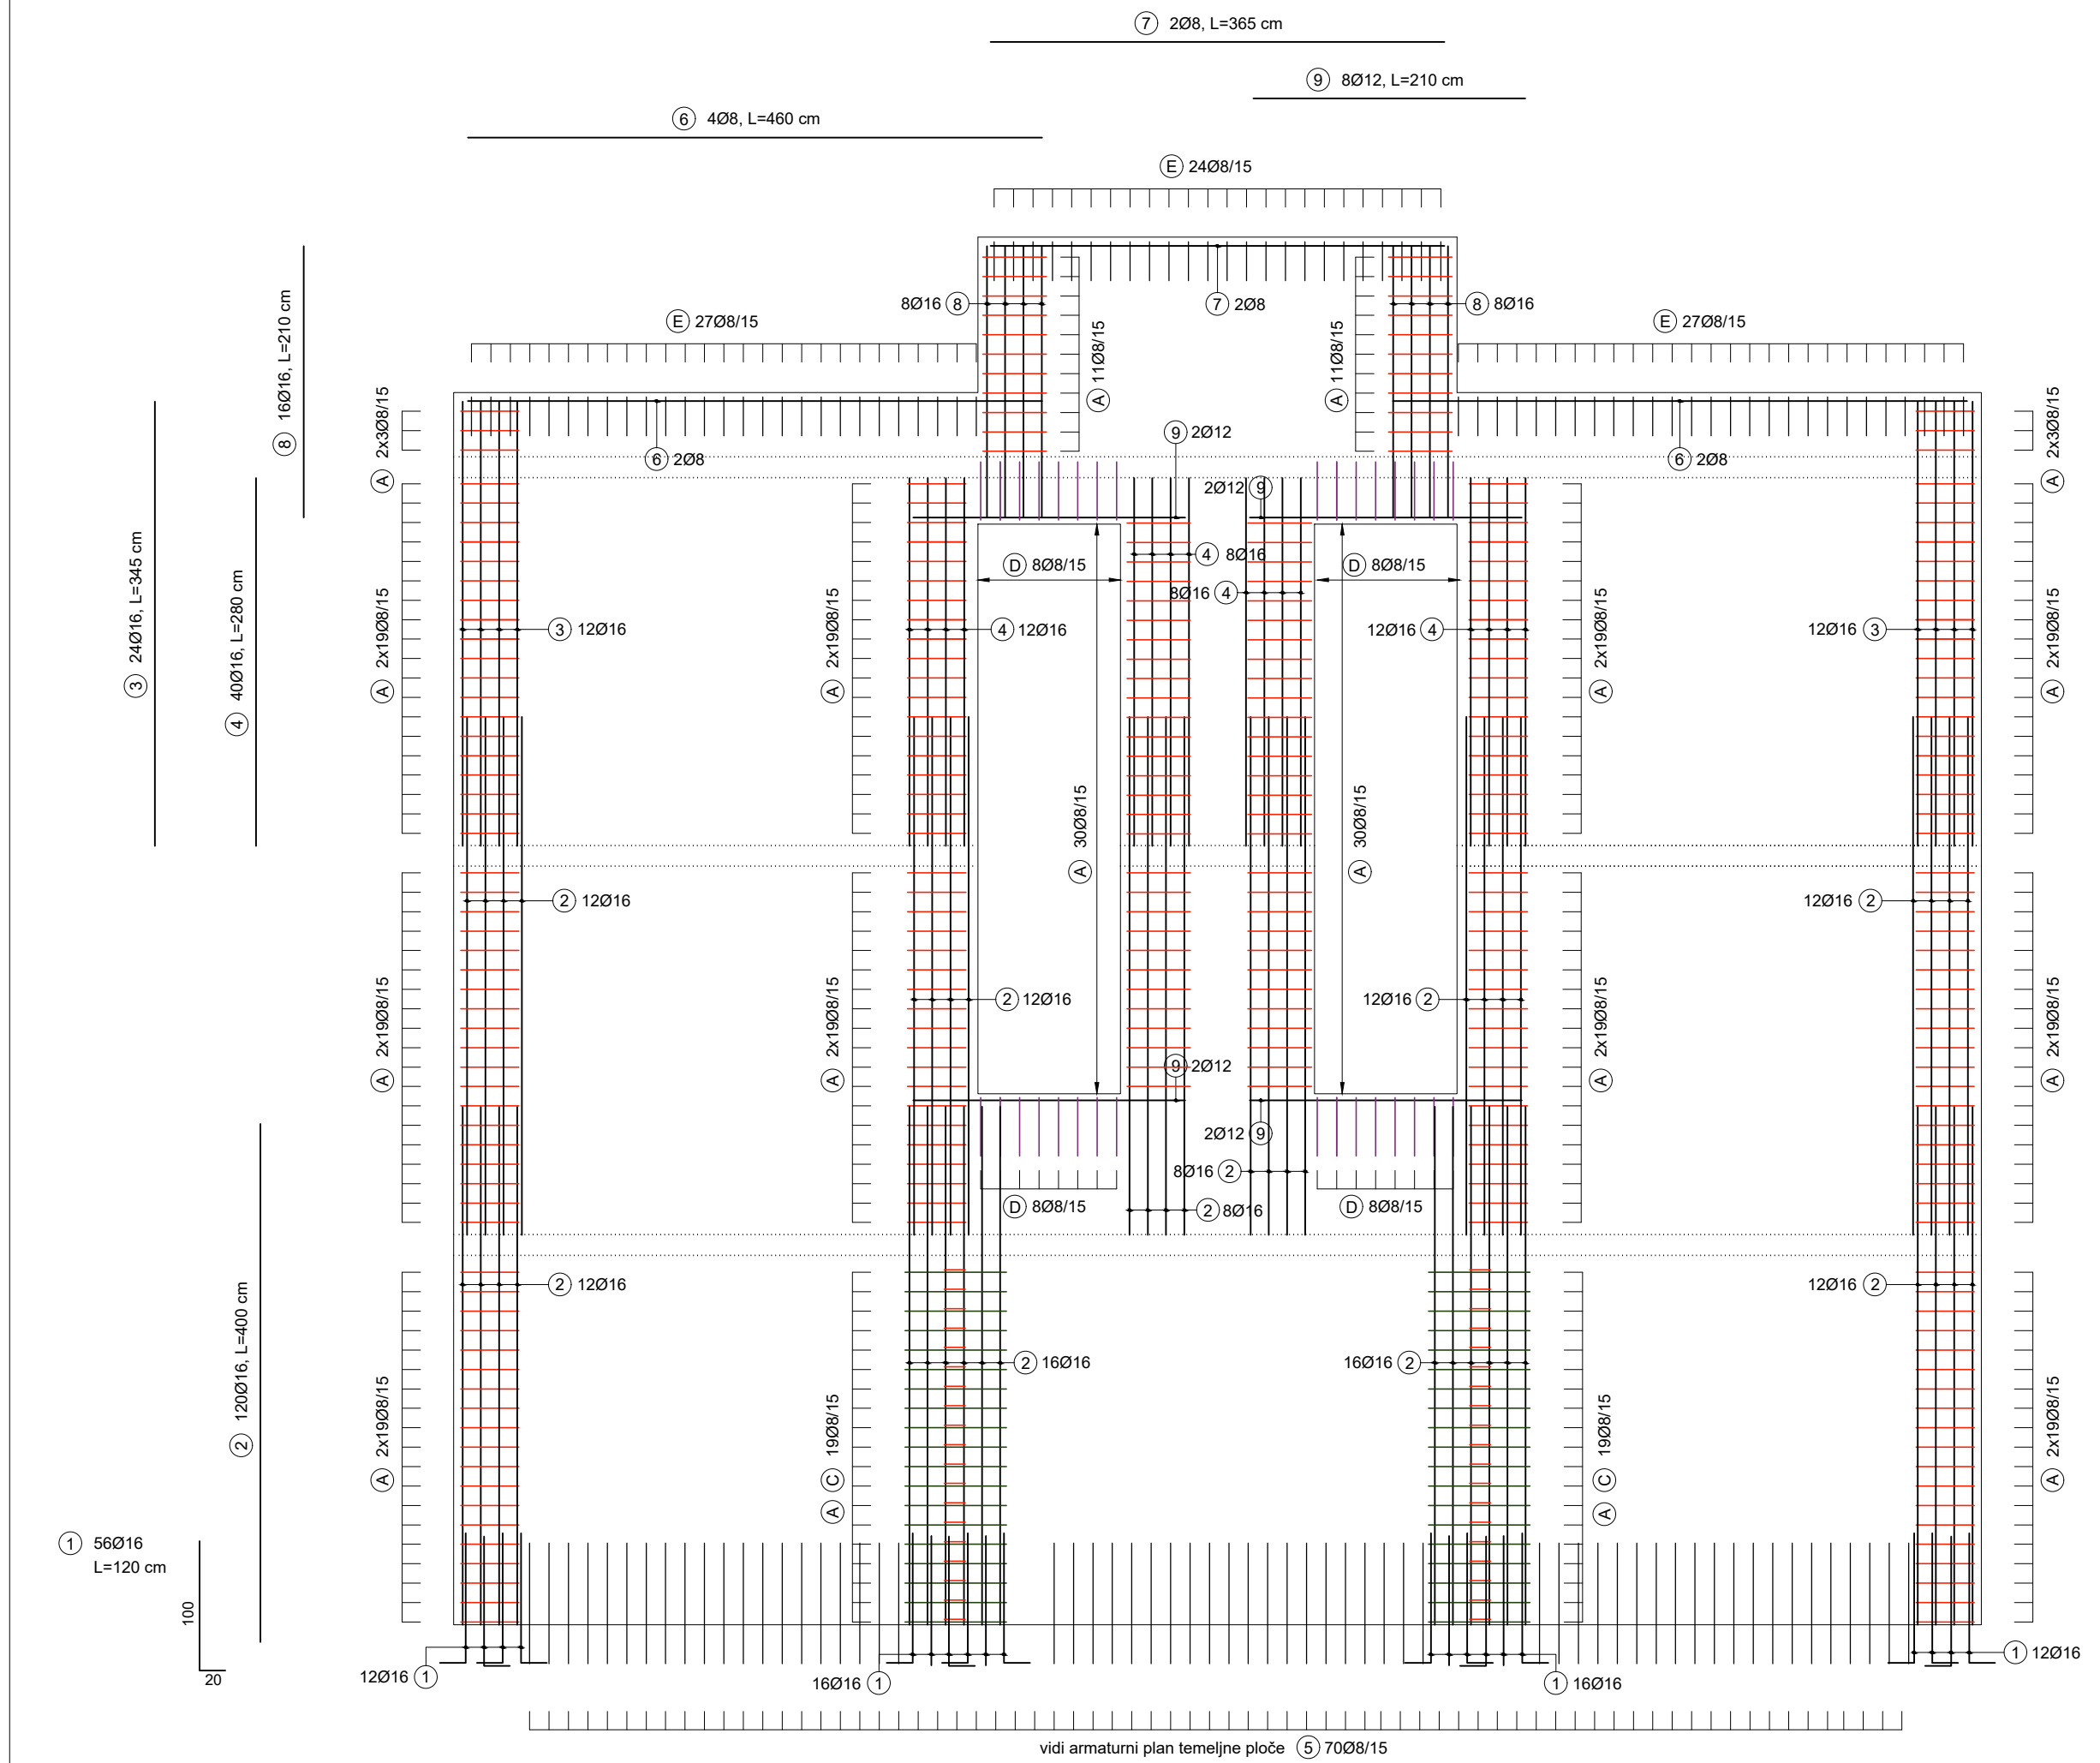 7 2Ø8, L=365 cm
9 8Ø12, L=210 cm
6 4Ø8, L=460 cm
E 24Ø8/15
8 16Ø16, L=210 cm
8Ø16 8
7 2Ø8
8 8Ø16
E 27Ø8/15
E 27Ø8/15
A 11Ø8/15
A 11Ø8/15
A 2x3Ø8/15
A 2x3Ø8/15
9 2Ø12
6 2Ø8
6 2Ø8
2Ø12 9
3 24Ø16, L=345 cm
4 40Ø16, L=280 cm
4 8Ø16
D 8Ø8/15
D 8Ø8/15
8Ø16 4
A 2x19Ø8/15
3 12Ø16
A 2x19Ø8/15
4 12Ø16
12Ø16 4
A 2x19Ø8/15
12Ø16 3
A 2x19Ø8/15
A 30Ø8/15
A 30Ø8/15
2 12Ø16
12Ø16 2
A 2x19Ø8/15
A 2x19Ø8/15
2 12Ø16
12Ø16 2
A 2x19Ø8/15
A 2x19Ø8/15
9 2Ø12
2Ø12 9
8Ø16 2
D 8Ø8/15
2 8Ø16
D 8Ø8/15
2 120Ø16, L=400 cm
2 12Ø16
12Ø16 2
2 16Ø16
16Ø16 2
A 2x19Ø8/15
A C 19Ø8/15
A C 19Ø8/15
A 2x19Ø8/15
1 56Ø16
L=120 cm
100
20
12Ø16 1
16Ø16 1
1 16Ø16
1 12Ø16
vidi armaturni plan temeljne ploče 5 70Ø8/15